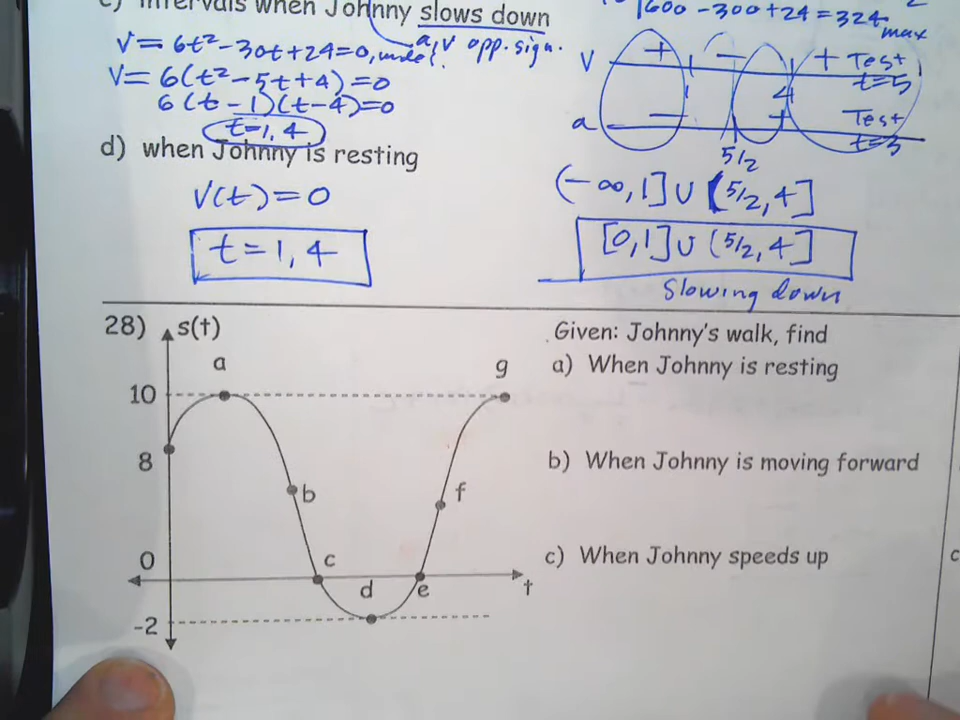 c) intervals when Johnny slows down
V = 6t² - 30t + 24 = 0,
a, V opp. sign.
V = 6(t² - 5t + 4) = 0
6(t - 1)(t - 4) = 0
t = 1, 4
1600 - 300 + 24 = 324 max
V + 1 - 4 + Test t=5
a - 5/2 + Test t=3
d) when Johnny is resting
V(t) = 0
t = 1, 4
(-∞, 1] ∪ (5/2, 4]
[0, 1] ∪ (5/2, 4]
Slowing down
28) s(t)
a
g
10
8
b
f
0
c
d
e
t
-2
Given: Johnny's walk, find
a) When Johnny is resting
b) When Johnny is moving forward
c) When Johnny speeds up
c